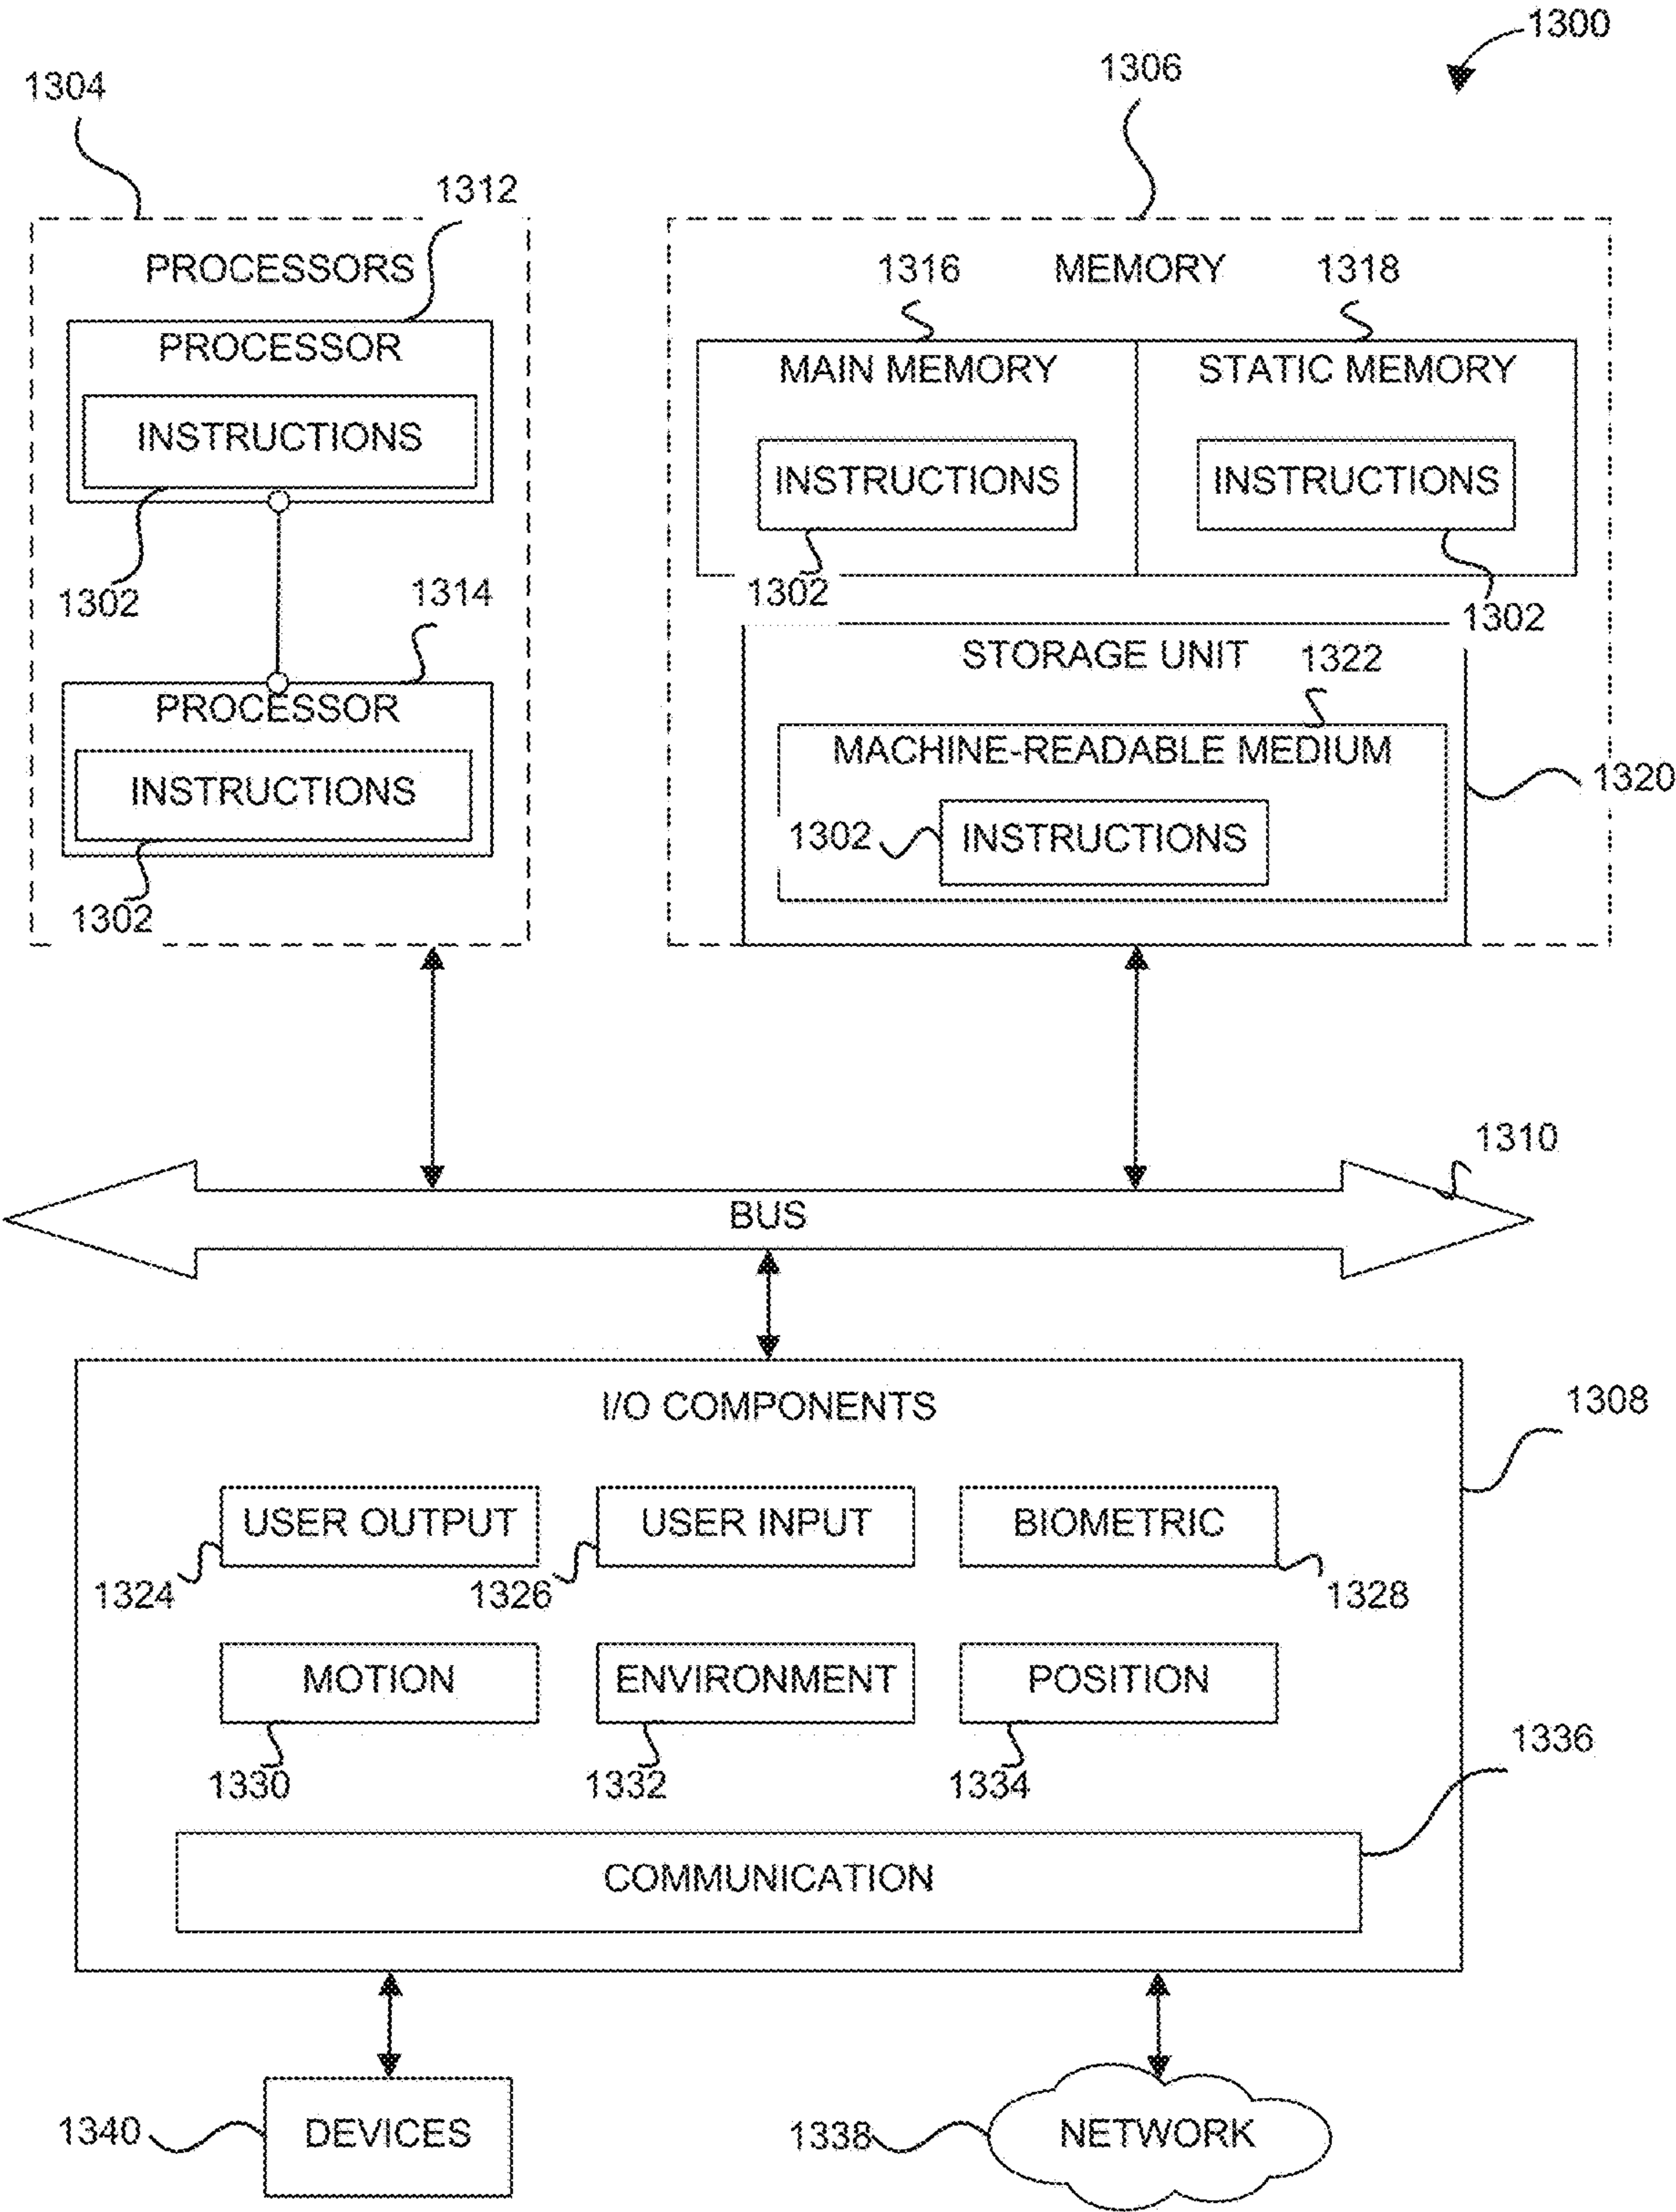 1300
1304
1306
1312
PROCESSORS
1316
MEMORY
1318
PROCESSOR
INSTRUCTIONS
MAIN MEMORY
STATIC MEMORY
INSTRUCTIONS
INSTRUCTIONS
1302
1314
1302
1302
STORAGE UNIT
1322
PROCESSOR
INSTRUCTIONS
MACHINE-READABLE MEDIUM
1320
1302
INSTRUCTIONS
1302
1310
BUS
I/O COMPONENTS
1308
USER OUTPUT
USER INPUT
BIOMETRIC
1324
1326
1328
MOTION
ENVIRONMENT
POSITION
1336
1330
1332
1334
COMMUNICATION
1340
DEVICES
1338
NETWORK